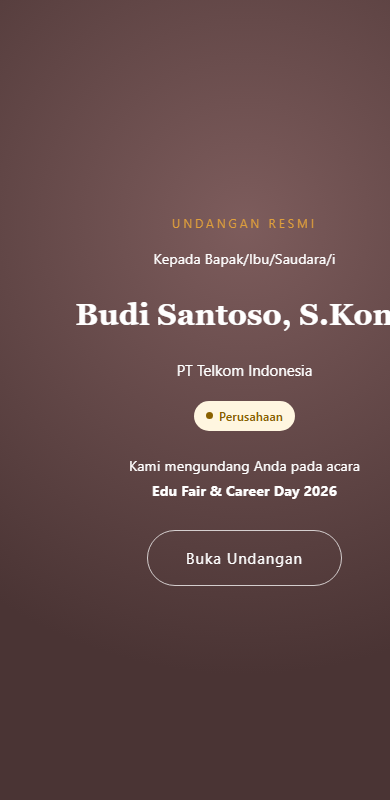 UNDANGAN RESMI
Kepada Bapak/Ibu/Saudara/i
Budi Santoso, S.Kon
PT Telkom Indonesia
Perusahaan
Kami mengundang Anda pada acara
Edu Fair & Career Day 2026
Buka Undangan